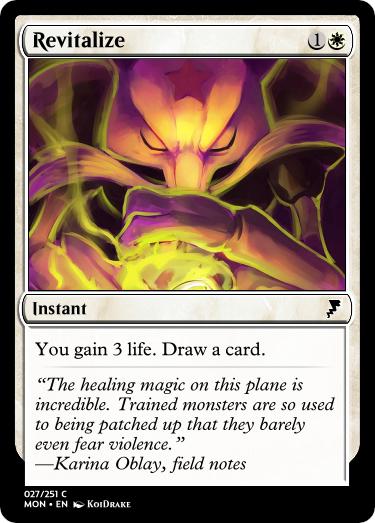 Revitalize 1
Instant
You gain 3 life. Draw a card.
“The healing magic on this plane is
incredible. Trained monsters are so used
to being patched up that they barely
even fear violence.”
—Karina Oblay, field notes
027/251 C
MON • EN KoiDrake